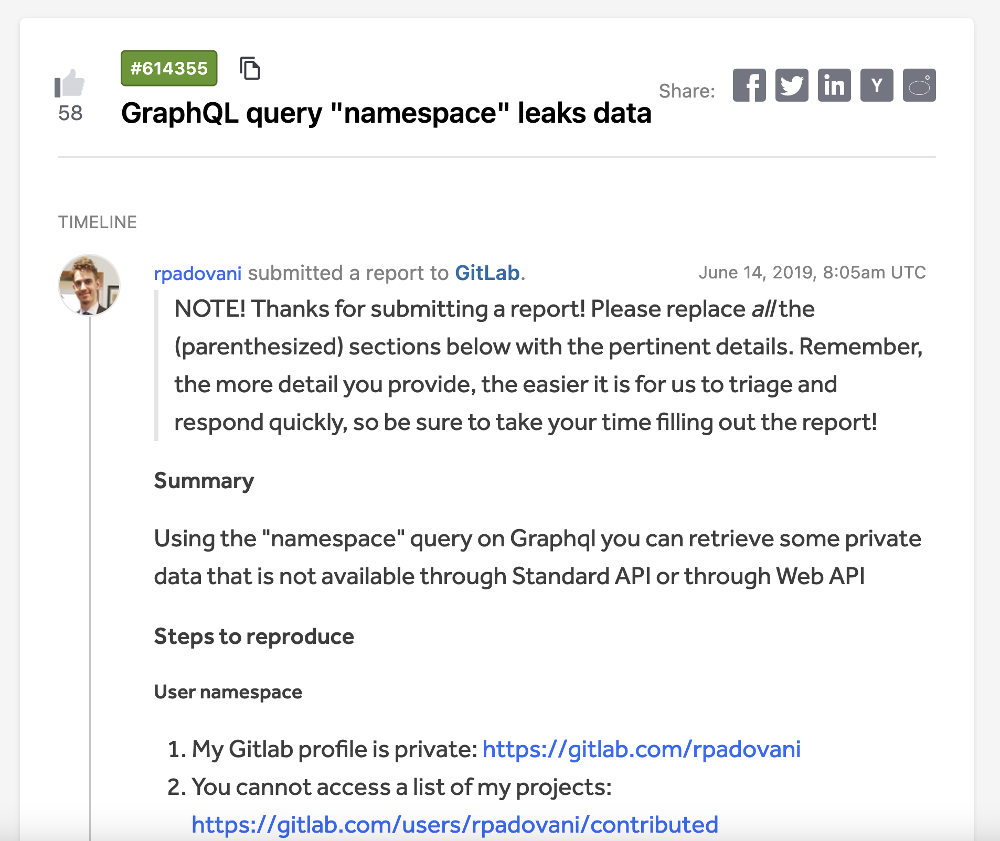 #614355
58
GraphQL query "namespace" leaks data
Share:
f
in
Y
TIMELINE
rpadovani submitted a report to GitLab.
June 14, 2019, 8:05am UTC
NOTE! Thanks for submitting a report! Please replace all the
(parenthesized) sections below with the pertinent details. Remember,
the more detail you provide, the easier it is for us to triage and
respond quickly, so be sure to take your time filling out the report!
Summary
Using the "namespace" query on Graphql you can retrieve some private
data that is not available through Standard API or through Web API
Steps to reproduce
User namespace
1. My Gitlab profile is private: https://gitlab.com/rpadovani
2. You cannot access a list of my projects:
https://gitlab.com/users/rpadovani/contributed